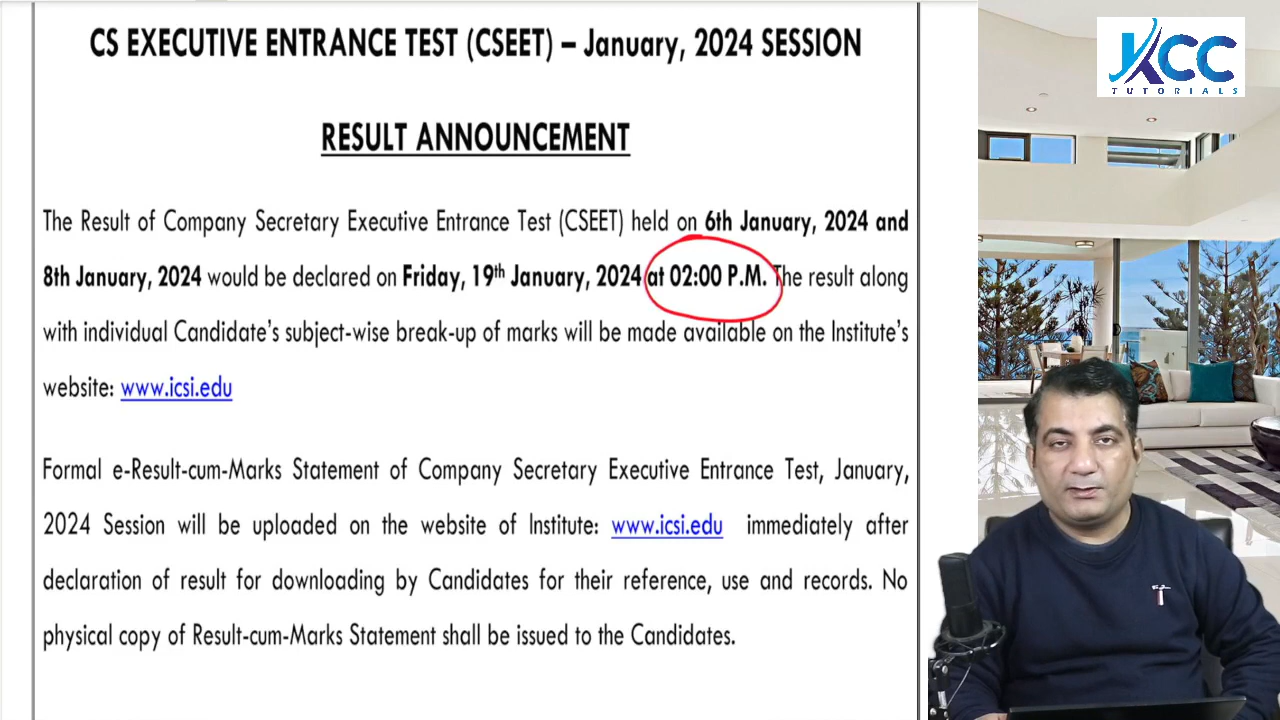 CS EXECUTIVE ENTRANCE TEST (CSEET) – January, 2024 SESSION
RESULT ANNOUNCEMENT
The Result of Company Secretary Executive Entrance Test (CSEET) held on 6th January, 2024 and
8th January, 2024 would be declared on Friday, 19th January, 2024 at 02:00 P.M. The result along
with individual Candidate’s subject-wise break-up of marks will be made available on the Institute’s
website: www.icsi.edu
Formal e-Result-cum-Marks Statement of Company Secretary Executive Entrance Test, January,
2024 Session will be uploaded on the website of Institute: www.icsi.edu immediately after
declaration of result for downloading by Candidates for their reference, use and records. No
physical copy of Result-cum-Marks Statement shall be issued to the Candidates.
JKCC
TUTORIALS